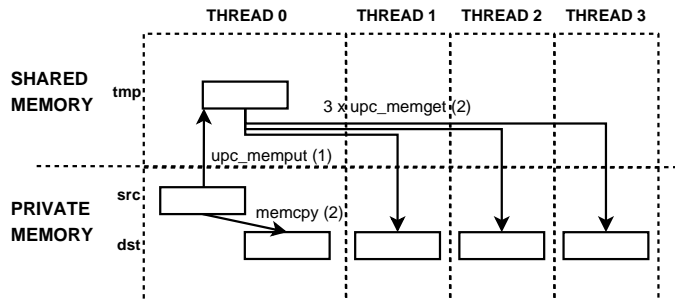 THREAD 0 THREAD 1 THREAD 2 THREAD 3
SHARED
MEMORY
tmp
3 x upc_memget (2)
upc_memput (1)
src
PRIVATE
MEMORY
memcpy (2)
dst